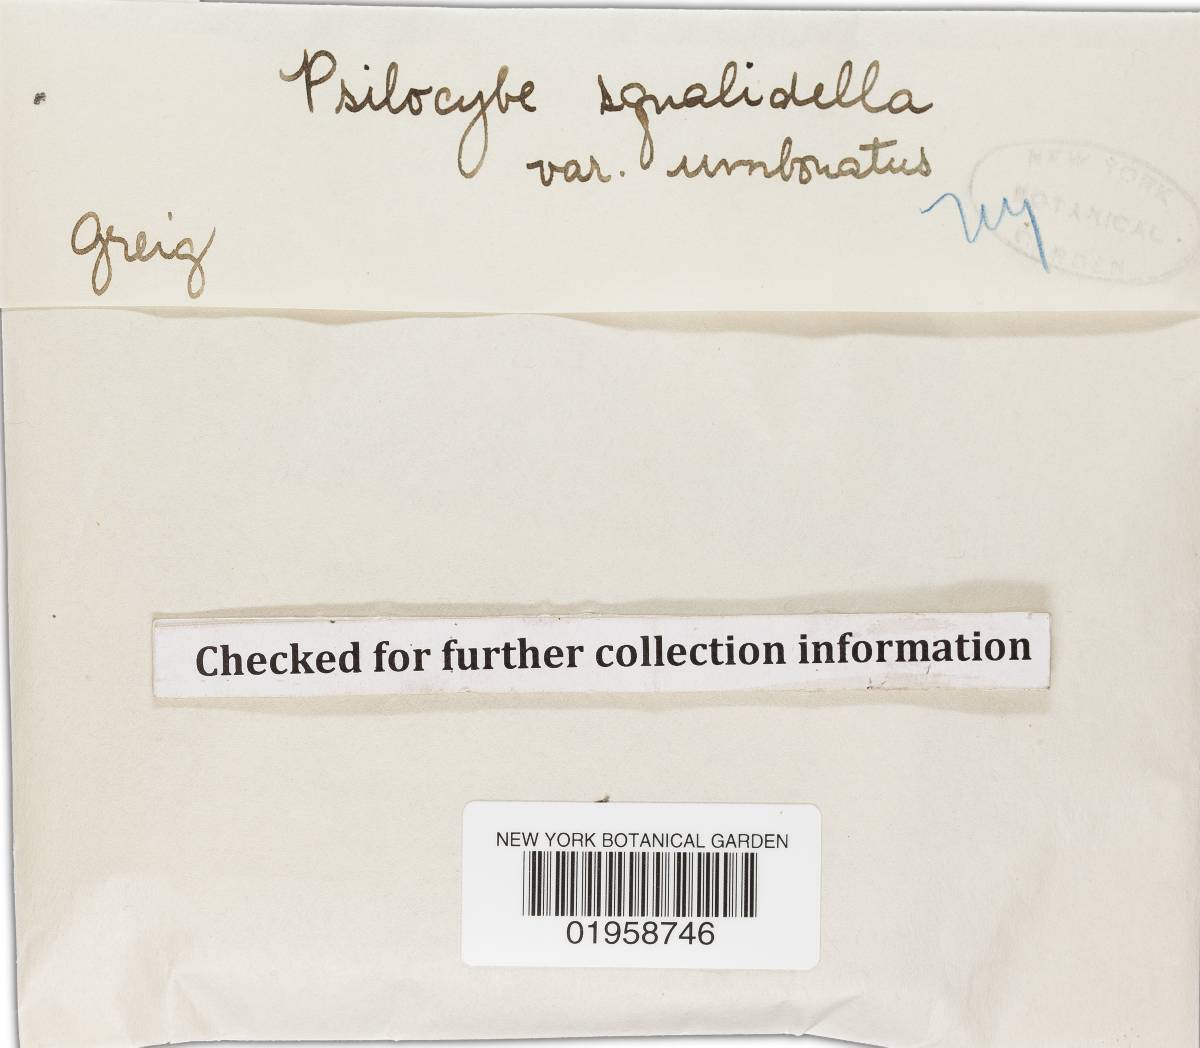 Psilocybe squalidella
var. umbonatus
NEW YORK
BOTANICAL
GARDEN
ny
Greig
Checked for further collection information
NEW YORK BOTANICAL GARDEN
01958746